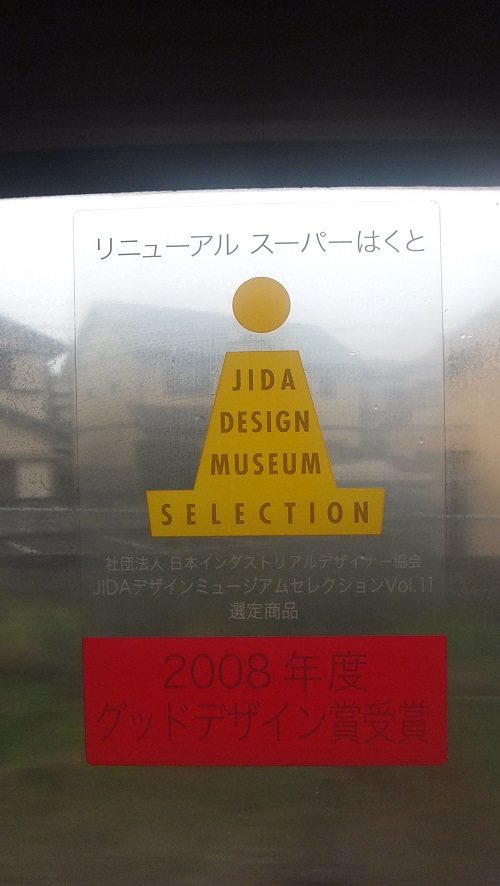 リニューアル スーパーはくと
JIDA
DESIGN
MUSEUM
SELECTION
社団法人 日本インダストリアルデザイナー協会
JIDAデザインミュージアムセレクションVol.11
選定商品
2008年度
グッドデザイン賞受賞